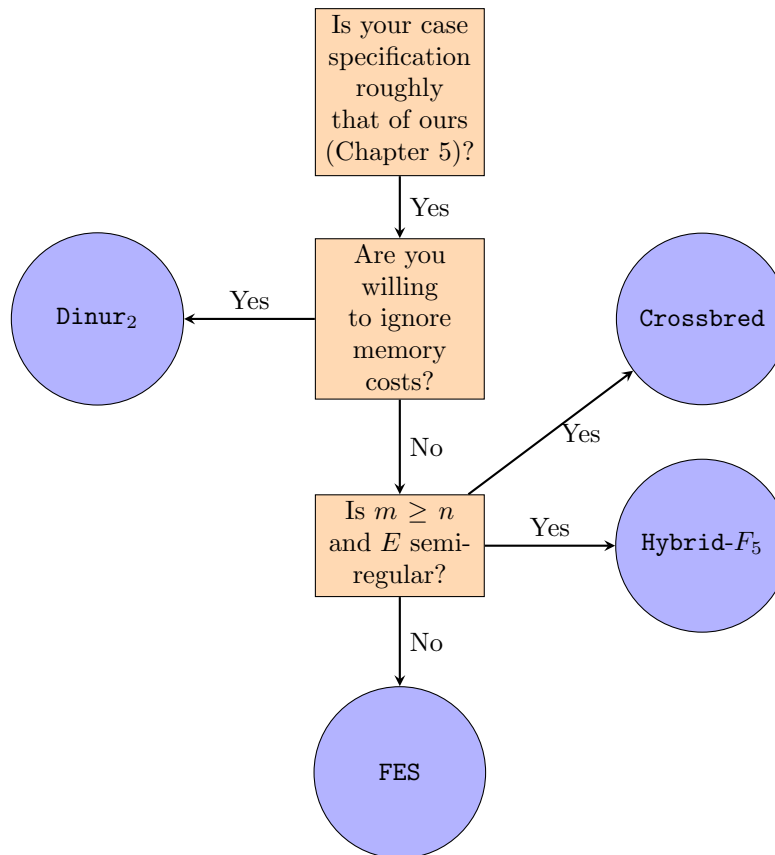 Is your case
specification
roughly
that of ours
(Chapter 5)?
Yes
Are you
willing
to ignore
memory
costs?
Yes
Dinur₂
Crossbred
No
Yes
Is m ≥ n
and E semi-
regular?
Yes
Hybrid-F₅
No
FES